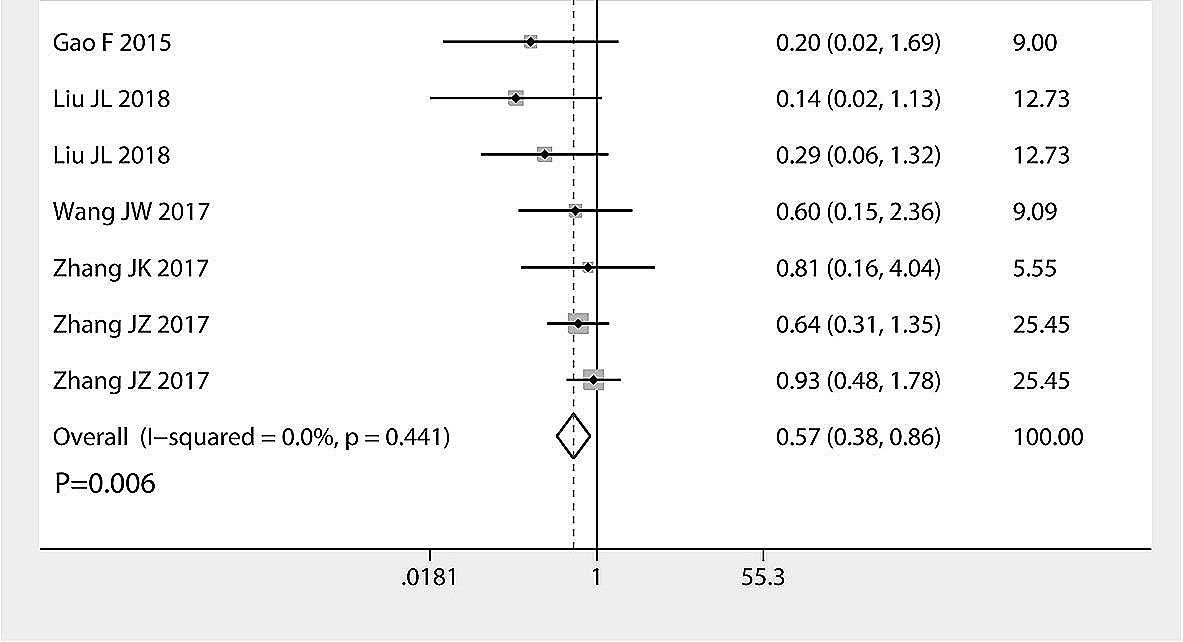 Gao F 2015 0.20 (0.02, 1.69) 9.00
Liu JL 2018 0.14 (0.02, 1.13) 12.73
Liu JL 2018 0.29 (0.06, 1.32) 12.73
Wang JW 2017 0.60 (0.15, 2.36) 9.09
Zhang JK 2017 0.81 (0.16, 4.04) 5.55
Zhang JZ 2017 0.64 (0.31, 1.35) 25.45
Zhang JZ 2017 0.93 (0.48, 1.78) 25.45
Overall (I−squared = 0.0%, p = 0.441) 0.57 (0.38, 0.86) 100.00
P=0.006
.0181 1 55.3